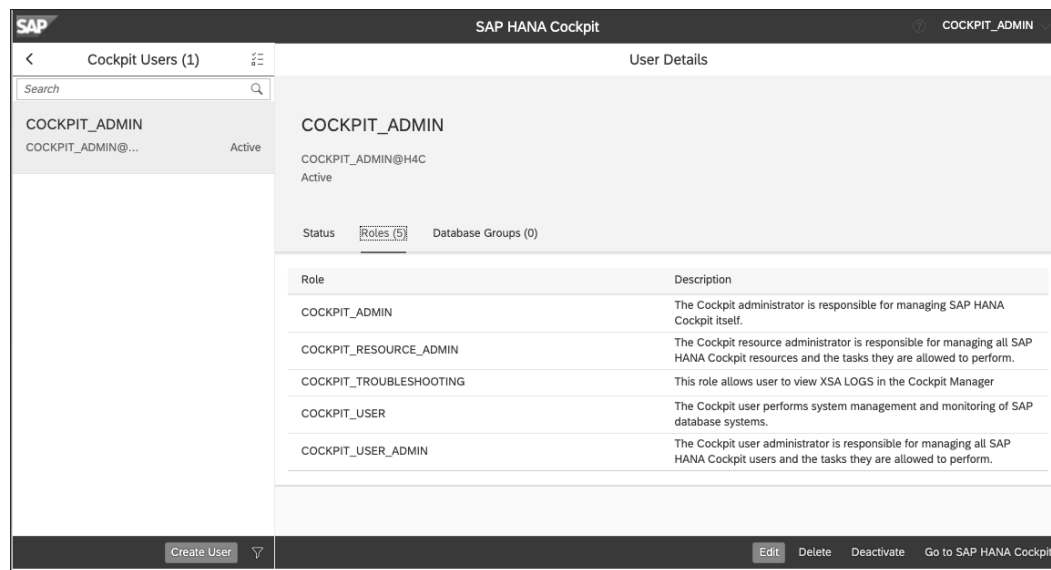 SAP
SAP HANA Cockpit
COCKPIT_ADMIN
Cockpit Users (1)
User Details
Search
COCKPIT_ADMIN
COCKPIT_ADMIN@...
Active
COCKPIT_ADMIN
COCKPIT_ADMIN@H4C
Active
Status
Roles (5)
Database Groups (0)
Role
Description
COCKPIT_ADMIN
The Cockpit administrator is responsible for managing SAP HANA
Cockpit itself.
COCKPIT_RESOURCE_ADMIN
The Cockpit resource administrator is responsible for managing all SAP
HANA Cockpit resources and the tasks they are allowed to perform.
COCKPIT_TROUBLESHOOTING
This role allows user to view XSA LOGS in the Cockpit Manager
COCKPIT_USER
The Cockpit user performs system management and monitoring of SAP
database systems.
COCKPIT_USER_ADMIN
The Cockpit user administrator is responsible for managing all SAP
HANA Cockpit users and the tasks they are allowed to perform.
Create User
Edit
Delete
Deactivate
Go to SAP HANA Cockpit